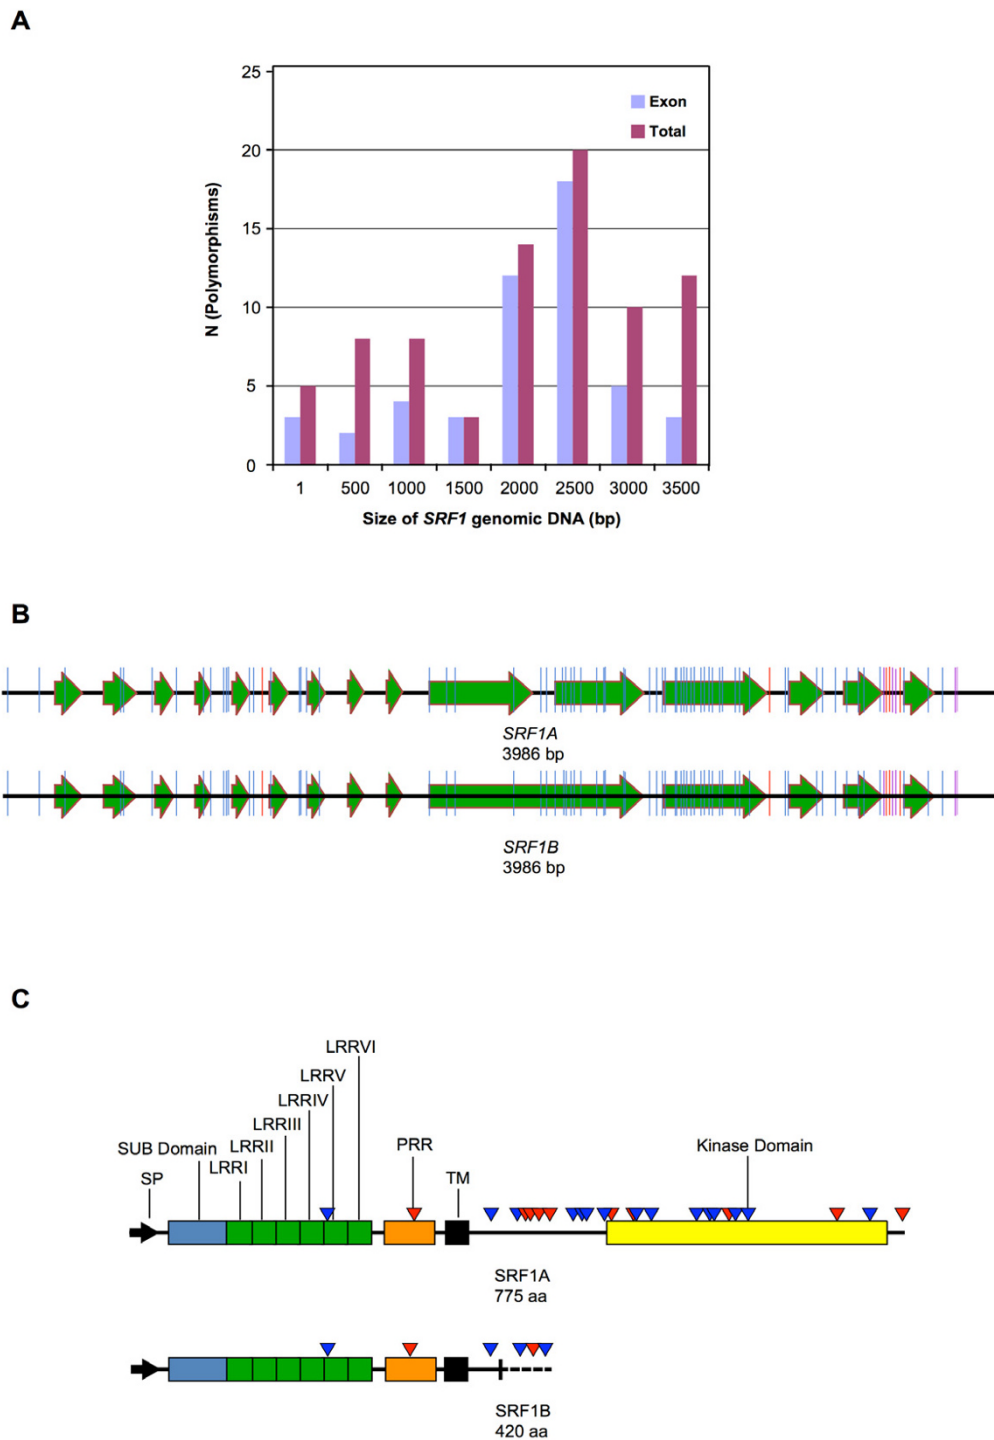 A
25
20
15
10
5
0
N (Polymorphisms)
Exon
Total
1 500 1000 1500 2000 2500 3000 3500
Size of SRF1 genomic DNA (bp)
B
SRF1A
3986 bp
SRF1B
3986 bp
C
LRRVI
LRRV
LRRIV
LRRIII
LRRII
LRRI
SUB Domain
SP
PRR
TM
Kinase Domain
SRF1A
775 aa
SRF1B
420 aa